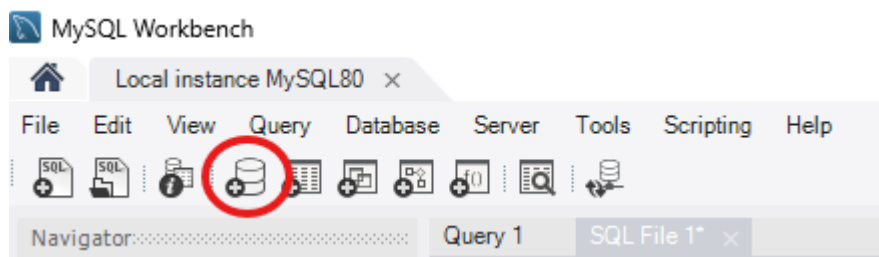 MySQL Workbench
Local instance MySQL80 ×
File Edit View Query Database Server Tools Scripting Help
SQL SQL f()
Navigator Query 1 SQL File 1* ×